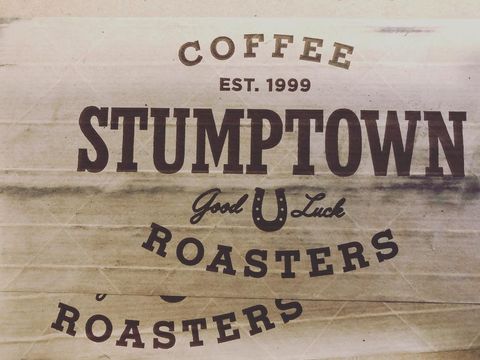 COFFEE
EST. 1999
STUMPTOWN
Good Luck
ROASTERS
ROASTERS